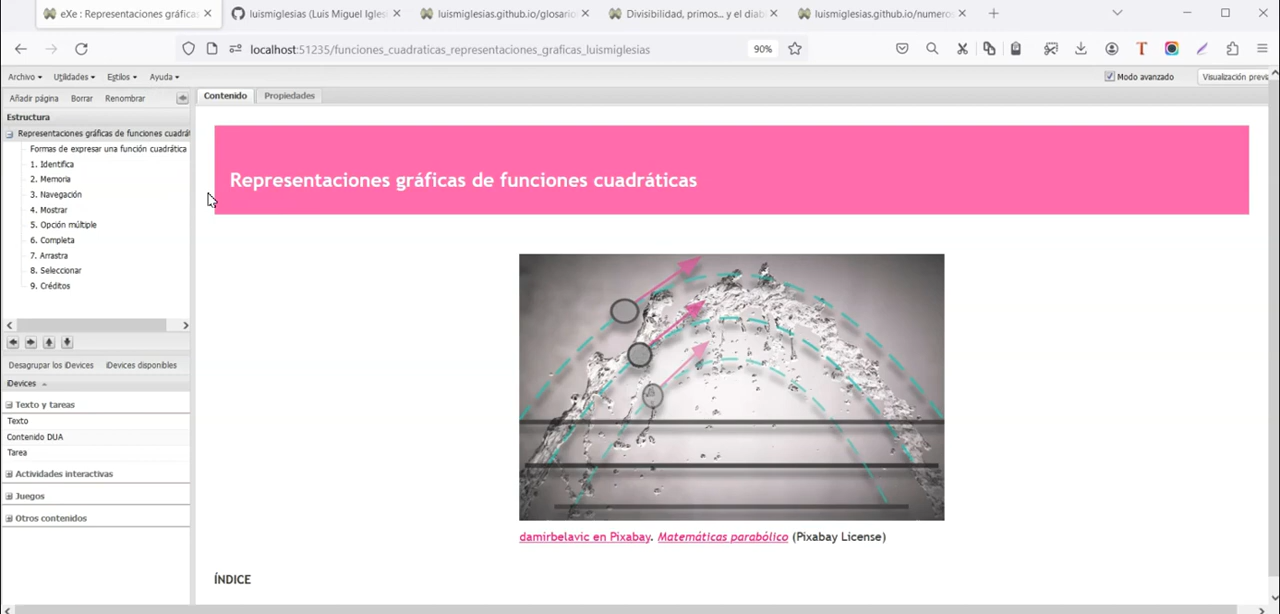 eXe : Representaciones gráficas
luismiglesias (Luís Miguel Igles
luismiglesias.github.io/glosario
Divisibilidad, primos... y el diab
luismiglesias.github.io/numeros
localhost:51235/funciones_cuadraticas_representaciones_graficas_luismiglesias
90%
Archivo
Utilidades
Estilos
Ayuda
Modo avanzado
Visualización previa
Añadir página
Borrar
Renombrar
Contenido
Propiedades
Estructura
Representaciones gráficas de funciones cuadrát
Formas de expresar una función cuadrática
1. Identifica
2. Memoria
3. Navegación
4. Mostrar
5. Opción múltiple
6. Completa
7. Arrastra
8. Seleccionar
9. Créditos
Desagrupar los iDevices
iDevices disponibles
iDevices
Texto y tareas
Texto
Contenido DUA
Tarea
Actividades interactivas
Juegos
Otros contenidos
Representaciones gráficas de funciones cuadráticas
damirbelavic en Pixabay. Matemáticas parabólico (Pixabay License)
ÍNDICE